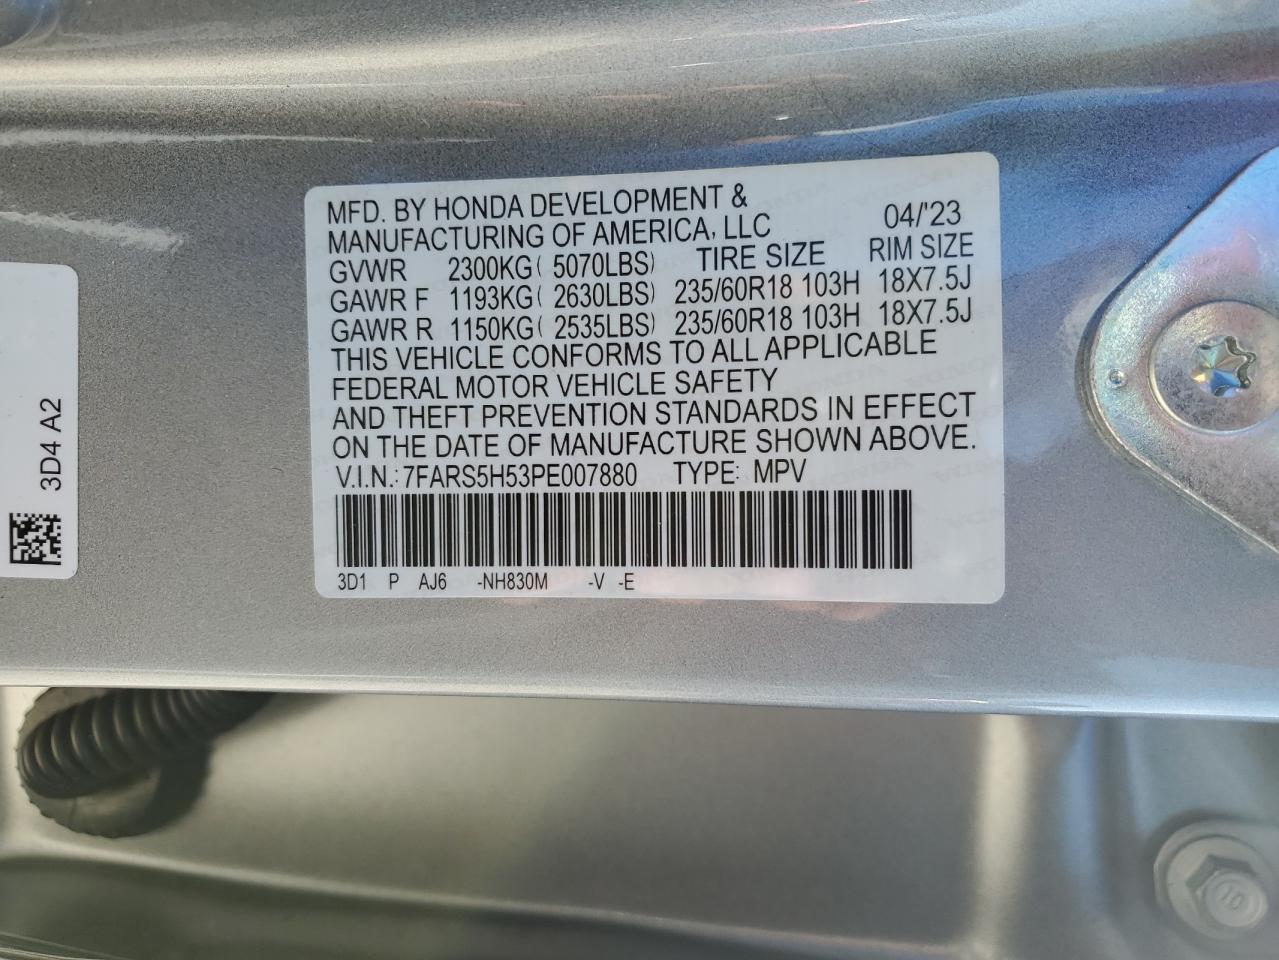 MFD. BY HONDA DEVELOPMENT &
MANUFACTURING OF AMERICA, LLC 04/'23
GVWR 2300KG( 5070LBS) TIRE SIZE RIM SIZE
GAWR F 1193KG( 2630LBS) 235/60R18 103H 18X7.5J
GAWR R 1150KG( 2535LBS) 235/60R18 103H 18X7.5J
THIS VEHICLE CONFORMS TO ALL APPLICABLE
FEDERAL MOTOR VEHICLE SAFETY
AND THEFT PREVENTION STANDARDS IN EFFECT
ON THE DATE OF MANUFACTURE SHOWN ABOVE.
V.I.N.: 7FARS5H53PE007880 TYPE: MPV
3D1 P AJ6 -NH830M -V -E
3D4 A2
10